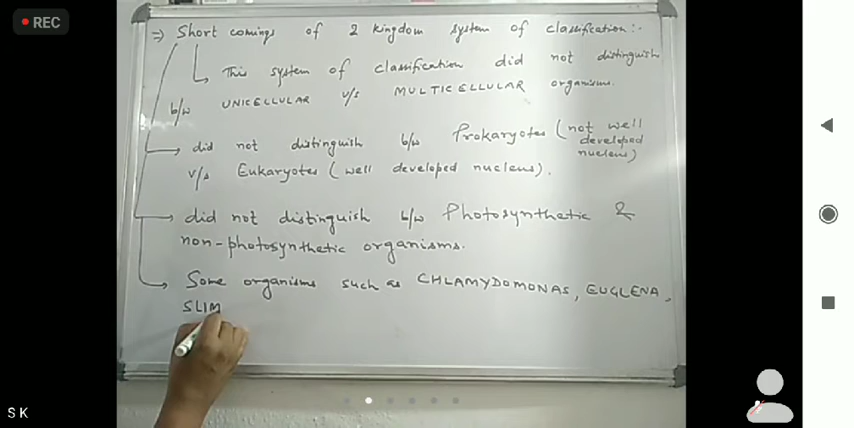 REC
=> Short comings of 2 kingdom system of classification:-
This system of classification did not distinguish
b/w UNICELLULAR v/s MULTICELLULAR organisms.
did not distinguish b/w Prokaryotes (not well developed nucleus)
v/s Eukaryotes (well developed nucleus).
did not distinguish b/w Photosynthetic &
non-photosynthetic organisms.
Some organisms such as CHLAMYDOMONAS, EUGLENA,
SLIM
S K